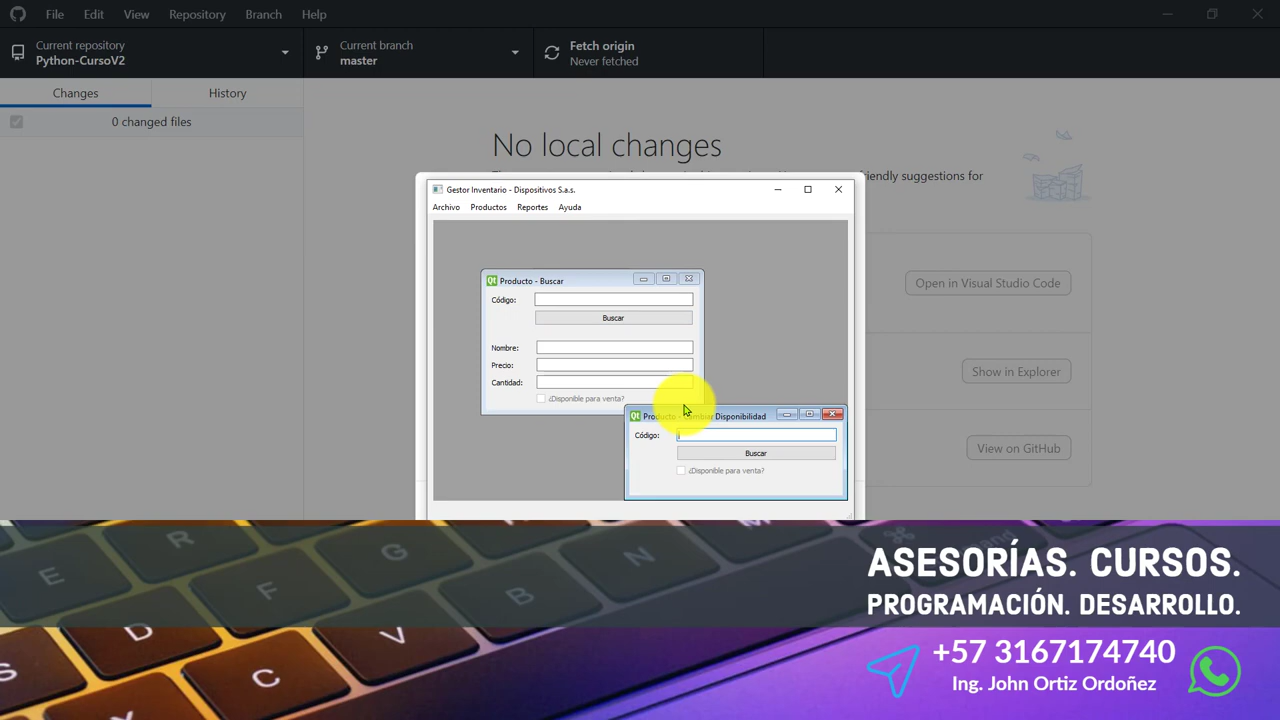 File Edit View Repository Branch Help
Current repository
Python-CursoV2
Current branch
master
Fetch origin
Never fetched
Changes
History
0 changed files
No local changes
friendly suggestions for
Open in Visual Studio Code
Show in Explorer
View on GitHub
Gestor Inventario - Dispositivos S.a.s.
Archivo Productos Reportes Ayuda
Producto - Buscar
Código:
Buscar
Nombre:
Precio:
Cantidad:
¿Disponible para venta?
Producto - Cambiar Disponibilidad
Código:
Buscar
¿Disponible para venta?
ASESORÍAS. CURSOS.
PROGRAMACIÓN. DESARROLLO.
+57 3167174740
Ing. John Ortiz Ordoñez